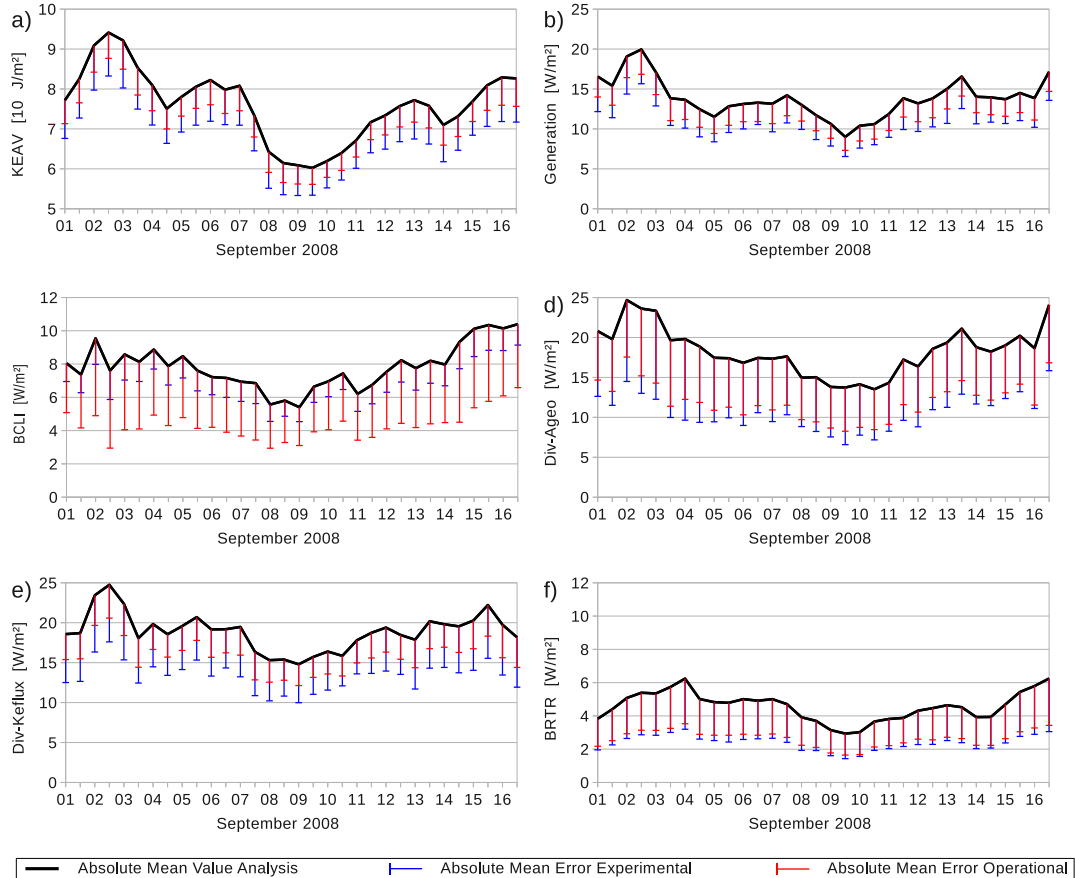 a)
KEAV [10 J/m²]
10
9
8
7
6
5
01 02 03 04 05 06 07 08 09 10 11 12 13 14 15 16
September 2008
b)
Generation [W/m²]
25
20
15
10
5
0
01 02 03 04 05 06 07 08 09 10 11 12 13 14 15 16
September 2008
BCLI [W/m²]
12
10
8
6
4
2
0
01 02 03 04 05 06 07 08 09 10 11 12 13 14 15 16
September 2008
d)
Div-Ageo [W/m²]
25
20
15
10
5
0
01 02 03 04 05 06 07 08 09 10 11 12 13 14 15 16
September 2008
e)
Div-Keflux [W/m²]
25
20
15
10
5
0
01 02 03 04 05 06 07 08 09 10 11 12 13 14 15 16
September 2008
f)
BRTR [W/m²]
12
10
8
6
4
2
0
01 02 03 04 05 06 07 08 09 10 11 12 13 14 15 16
September 2008
Absolute Mean Value Analysis Absolute Mean Error Experimental Absolute Mean Error Operational